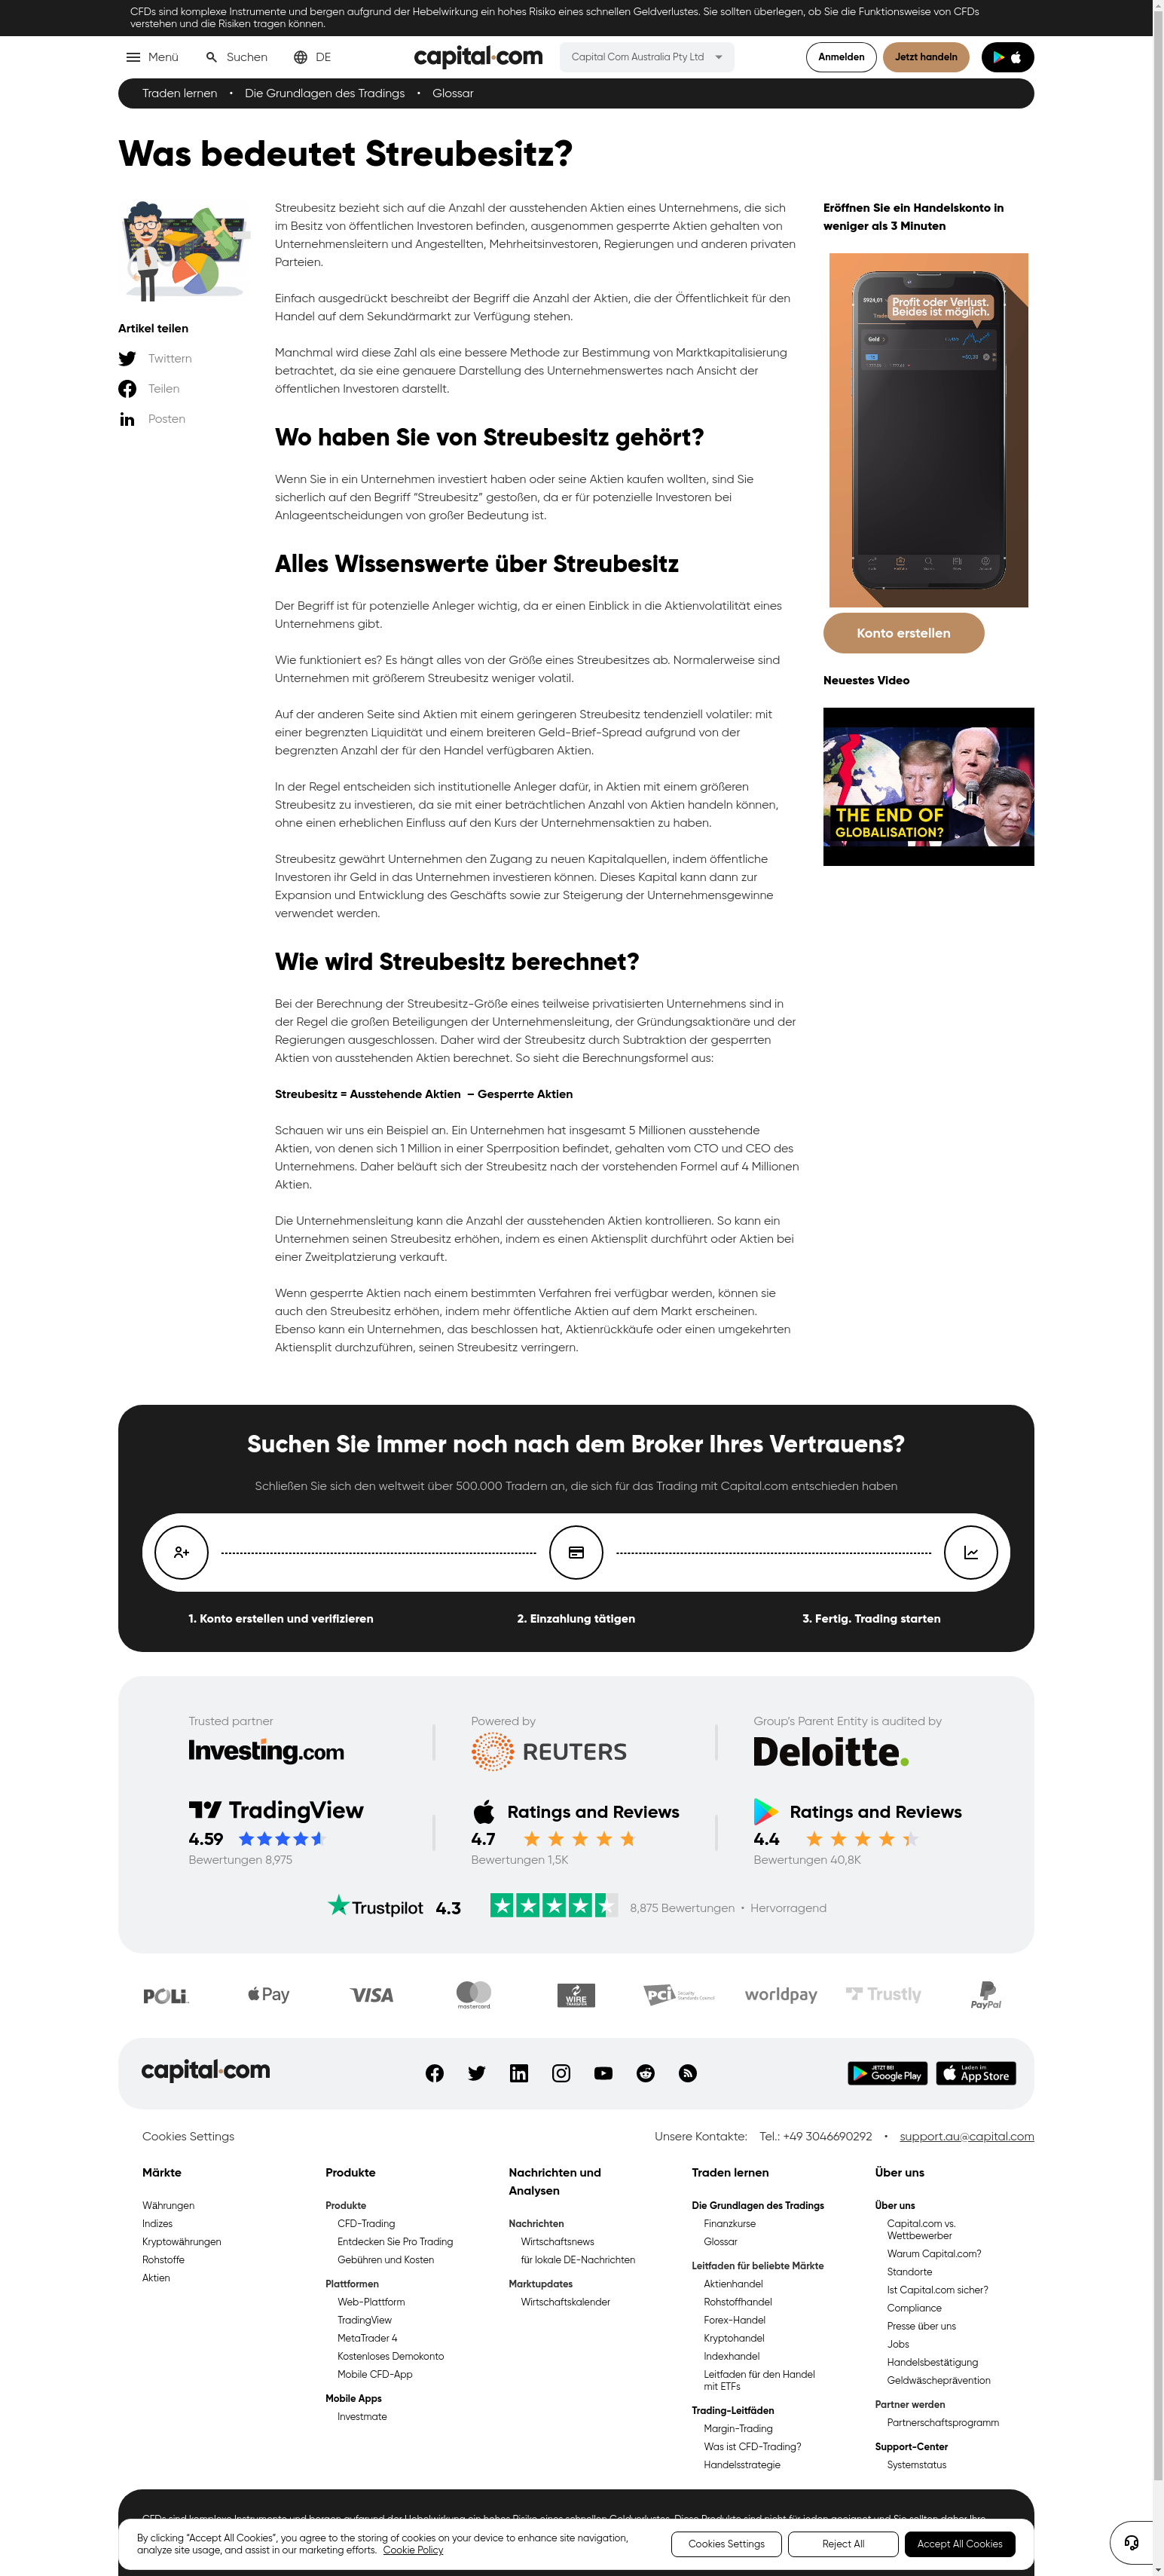 CFDs sind komplexe Instrumente und bergen aufgrund der Hebelwirkung ein hohes Risiko eines schnellen Geldverlustes. Sie sollten überlegen, ob Sie die Funktionsweise von CFDs
verstehen und die Risiken tragen können.
Menü Suchen DE capital.com Capital Com Australia Pty Ltd Anmelden Jetzt handeln
Traden lernen • Die Grundlagen des Tradings • Glossar
Was bedeutet Streubesitz?
Artikel teilen
Twittern
Teilen
Posten
Streubesitz bezieht sich auf die Anzahl der ausstehenden Aktien eines Unternehmens, die sich
im Besitz von öffentlichen Investoren befinden, ausgenommen gesperrte Aktien gehalten von
Unternehmensleitern und Angestellten, Mehrheitsinvestoren, Regierungen und anderen privaten
Parteien.
Einfach ausgedrückt beschreibt der Begriff die Anzahl der Aktien, die der Öffentlichkeit für den
Handel auf dem Sekundärmarkt zur Verfügung stehen.
Manchmal wird diese Zahl als eine bessere Methode zur Bestimmung von Marktkapitalisierung
betrachtet, da sie eine genauere Darstellung des Unternehmenswertes nach Ansicht der
öffentlichen Investoren darstellt.
Wo haben Sie von Streubesitz gehört?
Wenn Sie in ein Unternehmen investiert haben oder seine Aktien kaufen wollten, sind Sie
sicherlich auf den Begriff “Streubesitz” gestoßen, da er für potenzielle Investoren bei
Anlageentscheidungen von großer Bedeutung ist.
Alles Wissenswerte über Streubesitz
Der Begriff ist für potenzielle Anleger wichtig, da er einen Einblick in die Aktienvolatilität eines
Unternehmens gibt.
Wie funktioniert es? Es hängt alles von der Größe eines Streubesitzes ab. Normalerweise sind
Unternehmen mit größerem Streubesitz weniger volatil.
Auf der anderen Seite sind Aktien mit einem geringeren Streubesitz tendenziell volatiler: mit
einer begrenzten Liquidität und einem breiteren Geld-Brief-Spread aufgrund von der
begrenzten Anzahl der für den Handel verfügbaren Aktien.
In der Regel entscheiden sich institutionelle Anleger dafür, in Aktien mit einem größeren
Streubesitz zu investieren, da sie mit einer beträchtlichen Anzahl von Aktien handeln können,
ohne einen erheblichen Einfluss auf den Kurs der Unternehmensaktien zu haben.
Streubesitz gewährt Unternehmen den Zugang zu neuen Kapitalquellen, indem öffentliche
Investoren ihr Geld in das Unternehmen investieren können. Dieses Kapital kann dann zur
Expansion und Entwicklung des Geschäfts sowie zur Steigerung der Unternehmensgewinne
verwendet werden.
Wie wird Streubesitz berechnet?
Bei der Berechnung der Streubesitz-Größe eines teilweise privatisierten Unternehmens sind in
der Regel die großen Beteiligungen der Unternehmensleitung, der Gründungsaktionäre und der
Regierungen ausgeschlossen. Daher wird der Streubesitz durch Subtraktion der gesperrten
Aktien von ausstehenden Aktien berechnet. So sieht die Berechnungsformel aus:
Streubesitz = Ausstehende Aktien – Gesperrte Aktien
Schauen wir uns ein Beispiel an. Ein Unternehmen hat insgesamt 5 Millionen ausstehende
Aktien, von denen sich 1 Million in einer Sperrposition befindet, gehalten vom CTO und CEO des
Unternehmens. Daher beläuft sich der Streubesitz nach der vorstehenden Formel auf 4 Millionen
Aktien.
Die Unternehmensleitung kann die Anzahl der ausstehenden Aktien kontrollieren. So kann ein
Unternehmen seinen Streubesitz erhöhen, indem es einen Aktiensplit durchführt oder Aktien bei
einer Zweitplatzierung verkauft.
Wenn gesperrte Aktien nach einem bestimmten Verfahren frei verfügbar werden, können sie
auch den Streubesitz erhöhen, indem mehr öffentliche Aktien auf dem Markt erscheinen.
Ebenso kann ein Unternehmen, das beschlossen hat, Aktienrückkäufe oder einen umgekehrten
Aktiensplit durchzuführen, seinen Streubesitz verringern.
Eröffnen Sie ein Handelskonto in
weniger als 3 Minuten
Profit oder Verlust.
Beides ist möglich.
Gold
Konto erstellen
Neuestes Video
THE END OF
GLOBALISATION?
Suchen Sie immer noch nach dem Broker Ihres Vertrauens?
Schließen Sie sich den weltweit über 500.000 Tradern an, die sich für das Trading mit Capital.com entschieden haben
1. Konto erstellen und verifizieren 2. Einzahlung tätigen 3. Fertig. Trading starten
Trusted partner Powered by Group's Parent Entity is audited by
Investing.com REUTERS Deloitte.
TradingView Ratings and Reviews Ratings and Reviews
4.59 4.7 4.4
Bewertungen 8,975 Bewertungen 1,5K Bewertungen 40,8K
Trustpilot 4.3 8,875 Bewertungen • Hervorragend
POLi. Pay VISA mastercard WIRE TRANSFER PCI Security Standards Council worldpay Trustly PayPal
capital.com JETZT BEI Google Play Laden im App Store
Cookies Settings Unsere Kontakte: Tel.: +49 3046690292 • support.au@capital.com
Märkte
Währungen
Indizes
Kryptowährungen
Rohstoffe
Aktien
Produkte
Produkte
CFD-Trading
Entdecken Sie Pro Trading
Gebühren und Kosten
Plattformen
Web-Plattform
TradingView
MetaTrader 4
Kostenloses Demokonto
Mobile CFD-App
Mobile Apps
Investmate
Nachrichten und
Analysen
Nachrichten
Wirtschaftsnews
für lokale DE-Nachrichten
Marktupdates
Wirtschaftskalender
Traden lernen
Die Grundlagen des Tradings
Finanzkurse
Glossar
Leitfaden für beliebte Märkte
Aktienhandel
Rohstoffhandel
Forex-Handel
Kryptohandel
Indexhandel
Leitfaden für den Handel
mit ETFs
Trading-Leitfäden
Margin-Trading
Was ist CFD-Trading?
Handelsstrategie
Über uns
Über uns
Capital.com vs.
Wettbewerber
Warum Capital.com?
Standorte
Ist Capital.com sicher?
Compliance
Presse über uns
Jobs
Handelsbestätigung
Geldwäscheprävention
Partner werden
Partnerschaftsprogramm
Support-Center
Systemstatus
By clicking “Accept All Cookies”, you agree to the storing of cookies on your device to enhance site navigation,
analyze site usage, and assist in our marketing efforts. Cookie Policy
Cookies Settings Reject All Accept All Cookies